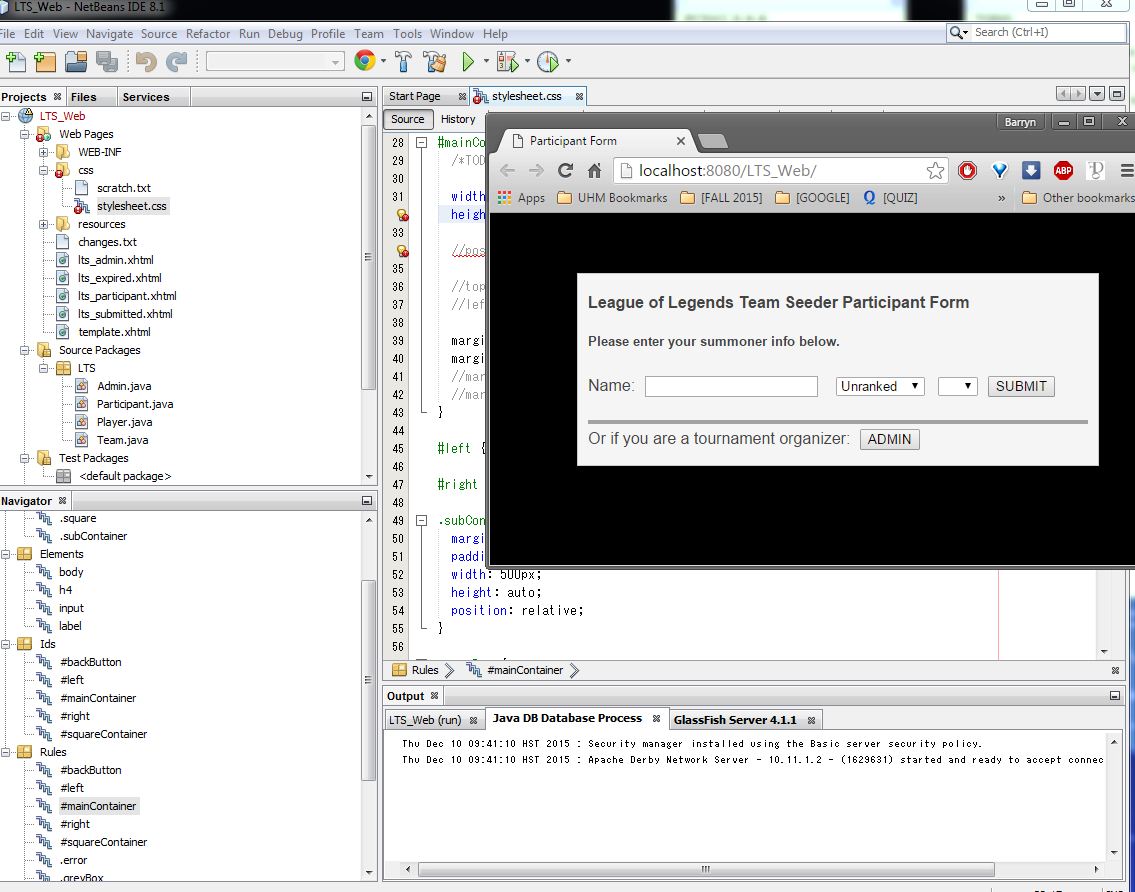 LTS_Web - NetBeans IDE 8.1
File Edit View Navigate Source Refactor Run Debug Profile Team Tools Window Help
Search (Ctrl+I)
Projects Files Services
LTS_Web
Web Pages
WEB-INF
css
scratch.txt
stylesheet.css
resources
changes.txt
lts_admin.xhtml
lts_expired.xhtml
lts_participant.xhtml
lts_submitted.xhtml
template.xhtml
Source Packages
LTS
Admin.java
Participant.java
Player.java
Team.java
Test Packages
<default package>
Navigator
.square
.subContainer
Elements
body
h4
input
label
Ids
#backButton
#left
#mainContainer
#right
#squareContainer
Rules
#backButton
#left
#mainContainer
#right
#squareContainer
.error
.greyBox
Start Page stylesheet.css
Source History
28 #mainCo
29 /*TOD
30
31 width
heigh
33
//pos
35
36 //top
37 //lef
38
39 margi
40 margi
41 //mar
42 //mar
43 }
44
45 #left {
46
47 #right
48
49 .subCon
50 margi
51 paddi
52 width: 500px;
53 height: auto;
54 position: relative;
55 }
56
Barryn
Participant Form
localhost:8080/LTS_Web/
ABP
Apps UHM Bookmarks [FALL 2015] [GOOGLE] Q [QUIZ] » Other bookmarks
League of Legends Team Seeder Participant Form
Please enter your summoner info below.
Name: Unranked SUBMIT
Or if you are a tournament organizer: ADMIN
Rules #mainContainer
Output
LTS_Web (run) Java DB Database Process GlassFish Server 4.1.1
Thu Dec 10 09:41:10 HST 2015 : Security manager installed using the Basic server security policy.
Thu Dec 10 09:41:10 HST 2015 : Apache Derby Network Server - 10.11.1.2 - (1629631) started and ready to accept connec